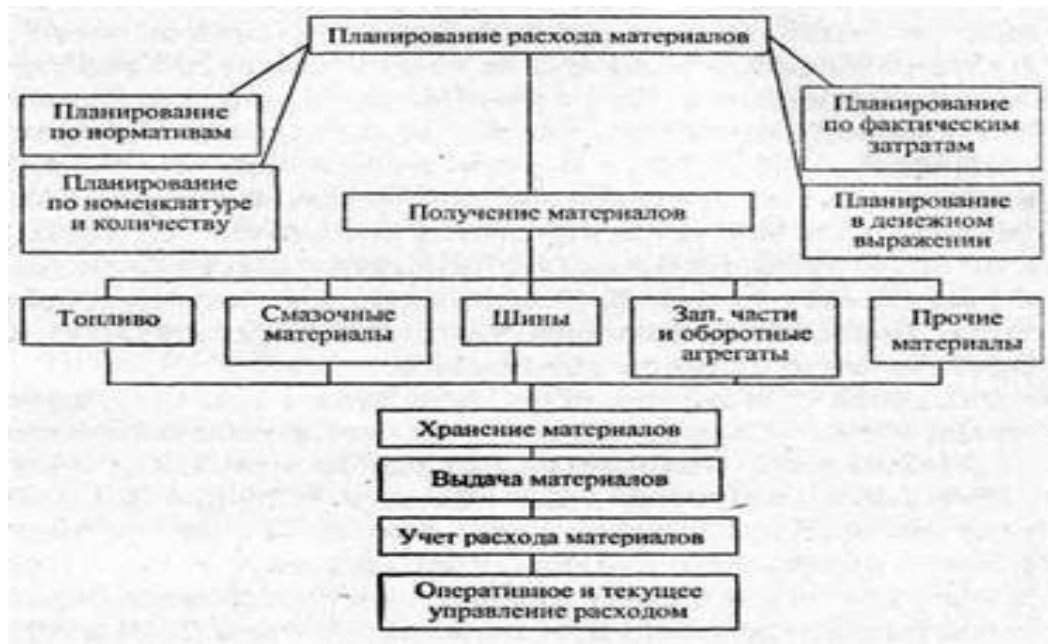 Планирование расхода материалов
Планирование
по нормативам
Планирование
по фактическим
затратам
Планирование
по номенклатуре
и количеству
Получение материалов
Планирование
в денежном
выражении
Топливо
Смазочные
материалы
Шины
Зап. части
и оборотные
агрегаты
Прочие
материалы
Хранение материалов
Выдача материалов
Учет расхода материалов
Оперативное и текущее
управление расходом